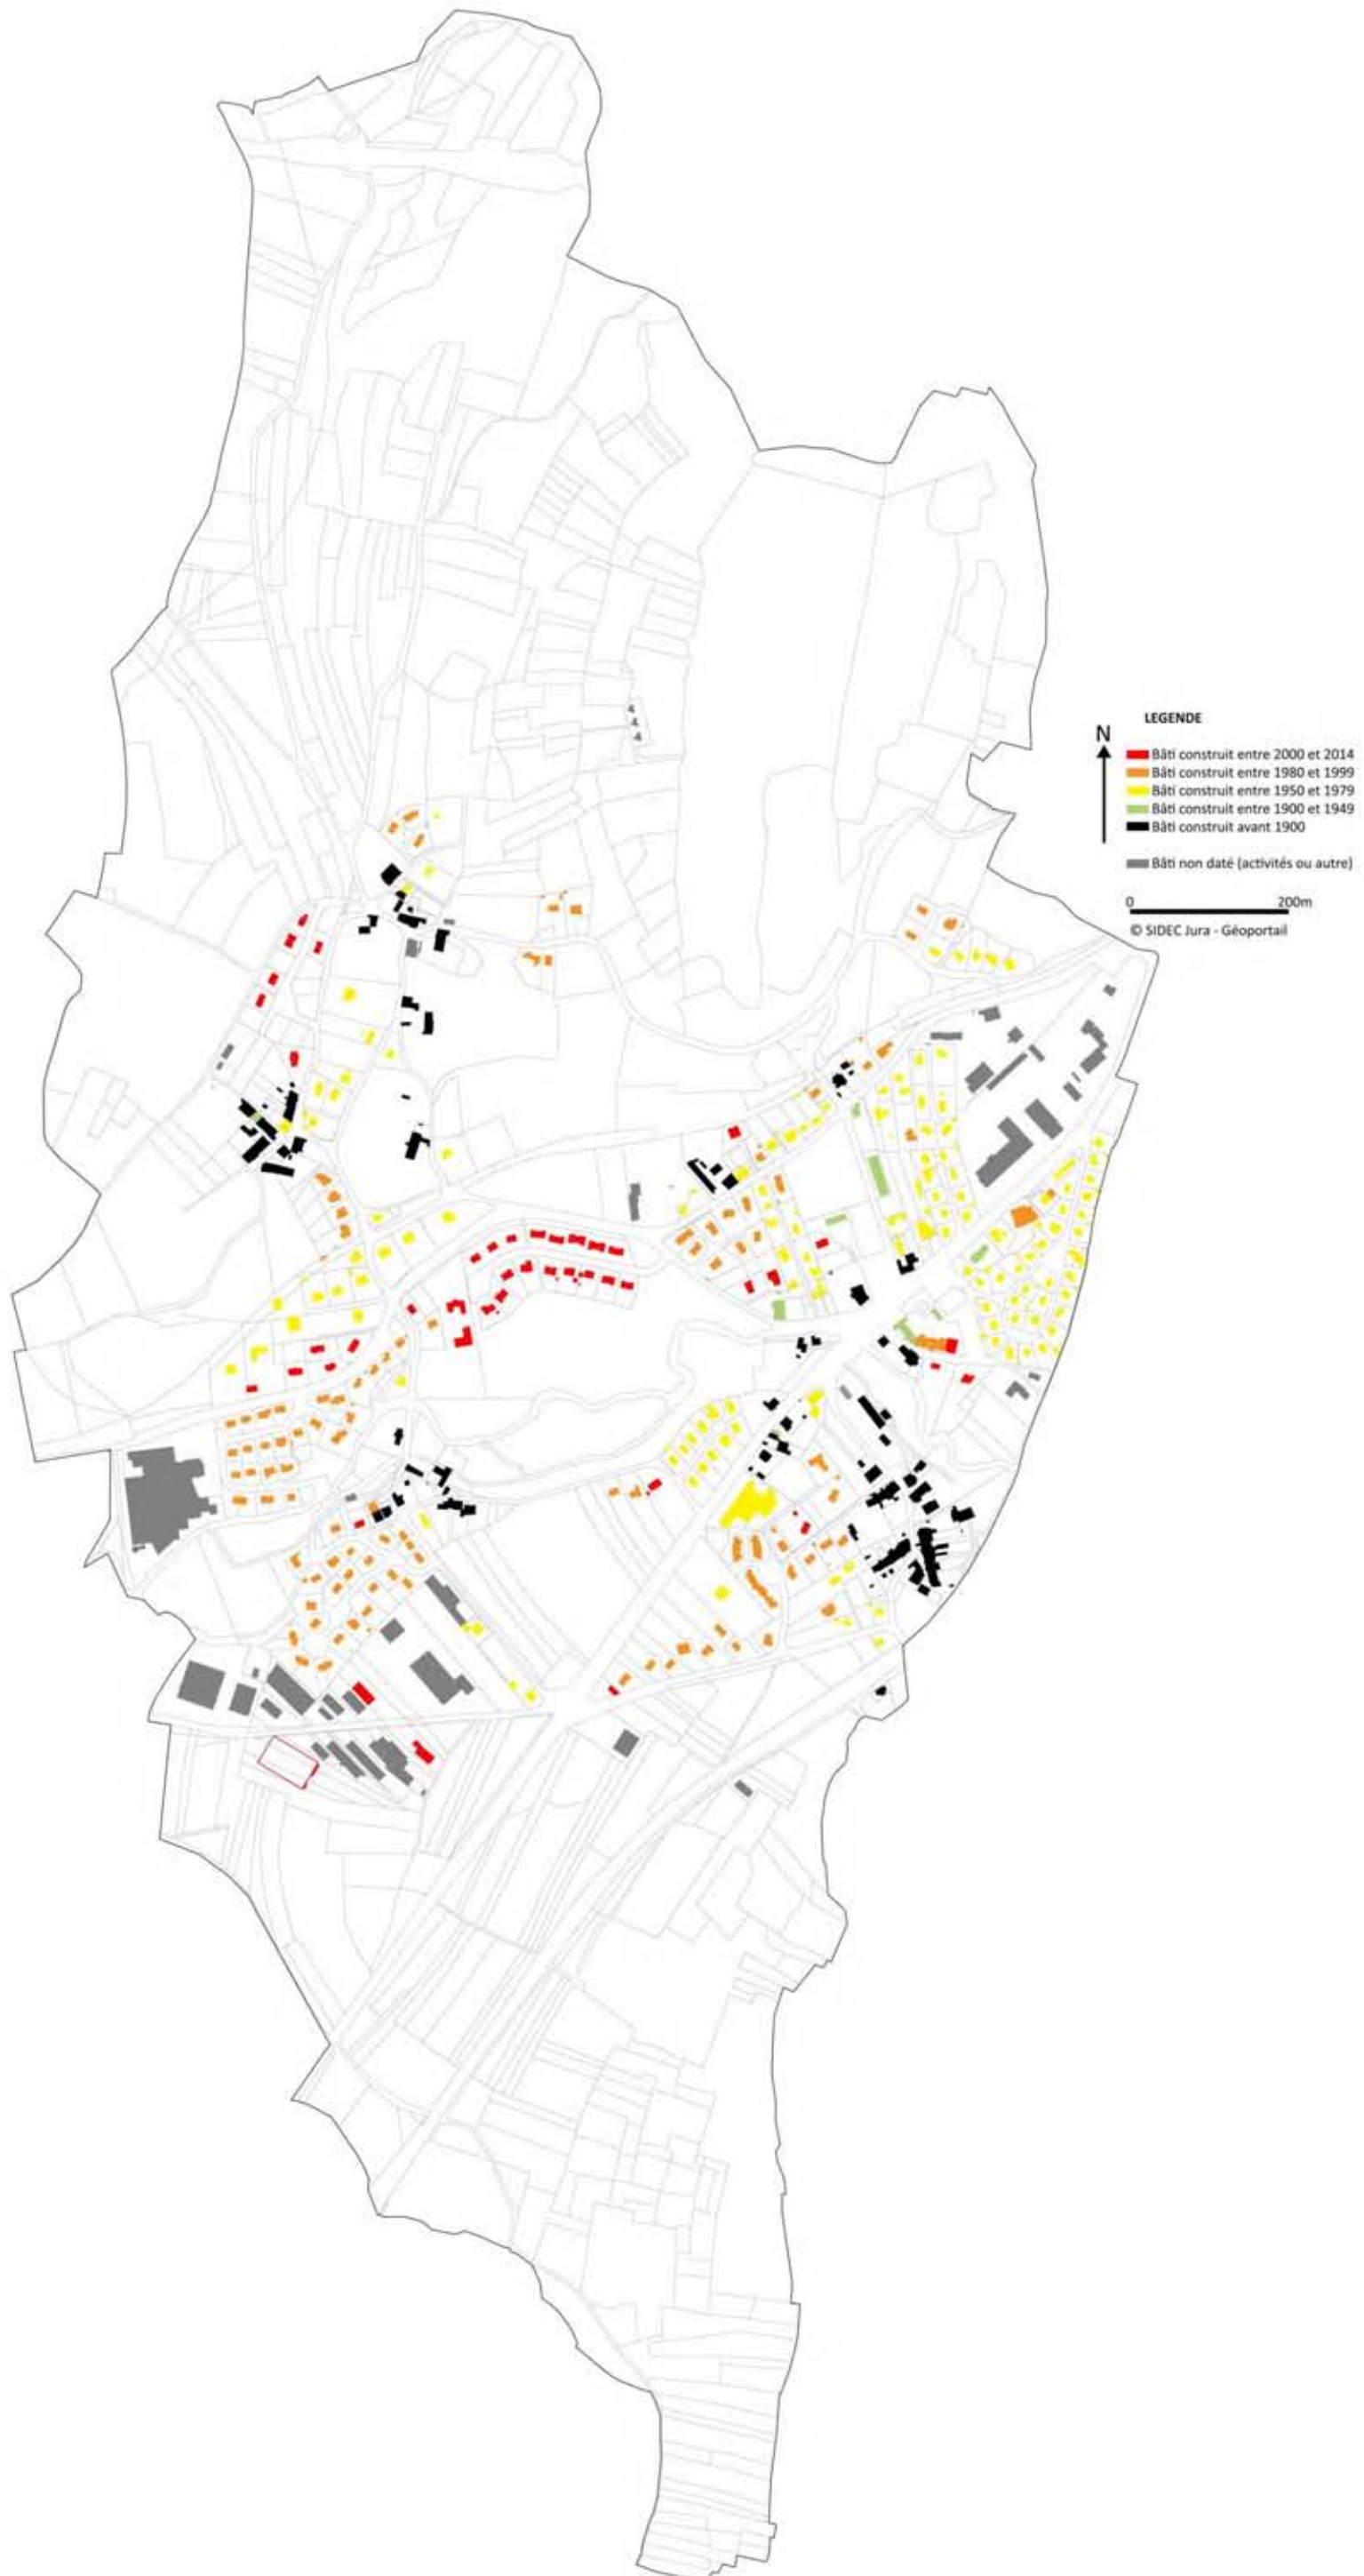 LEGENDE
N
Bâti construit entre 2000 et 2014
Bâti construit entre 1980 et 1999
Bâti construit entre 1950 et 1979
Bâti construit entre 1900 et 1949
Bâti construit avant 1900
Bâti non daté (activités ou autre)
0 200m
© SIDEC Jura - Géoportail